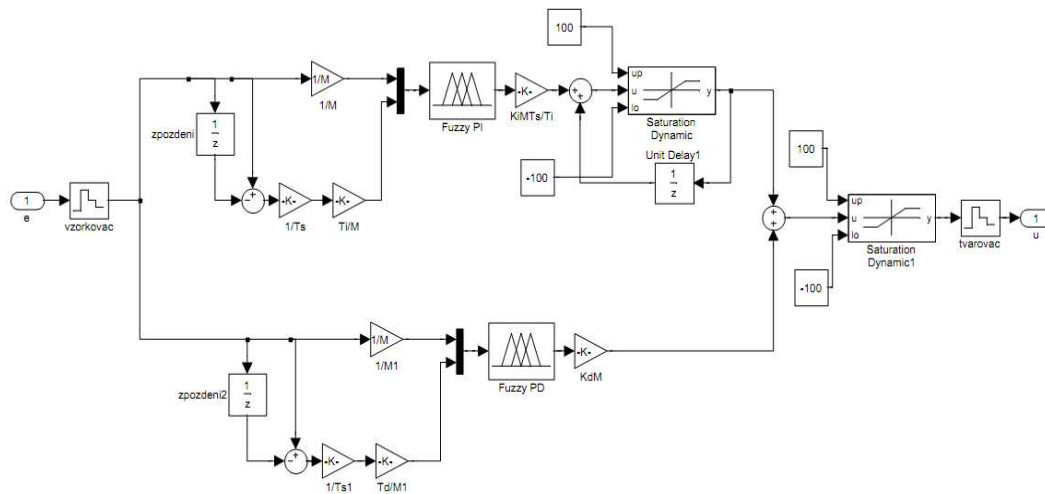 100
1/M
1/M
zpozdeni
1
z
Fuzzy PI
-K-
KiMTs/Ti
+
+
up
u
lo
y
Saturation
Dynamic
-100
Unit Delay1
1
z
1
e
vzorkovac
-
+
-K-
1/Ts
-K-
Ti/M
100
+
+
up
u
lo
y
Saturation
Dynamic1
-100
tvarovac
1
u
1/M
1/M1
zpozdeni2
1
z
Fuzzy PD
-K-
KdM
-
+
-K-
1/Ts1
-K-
Td/M1